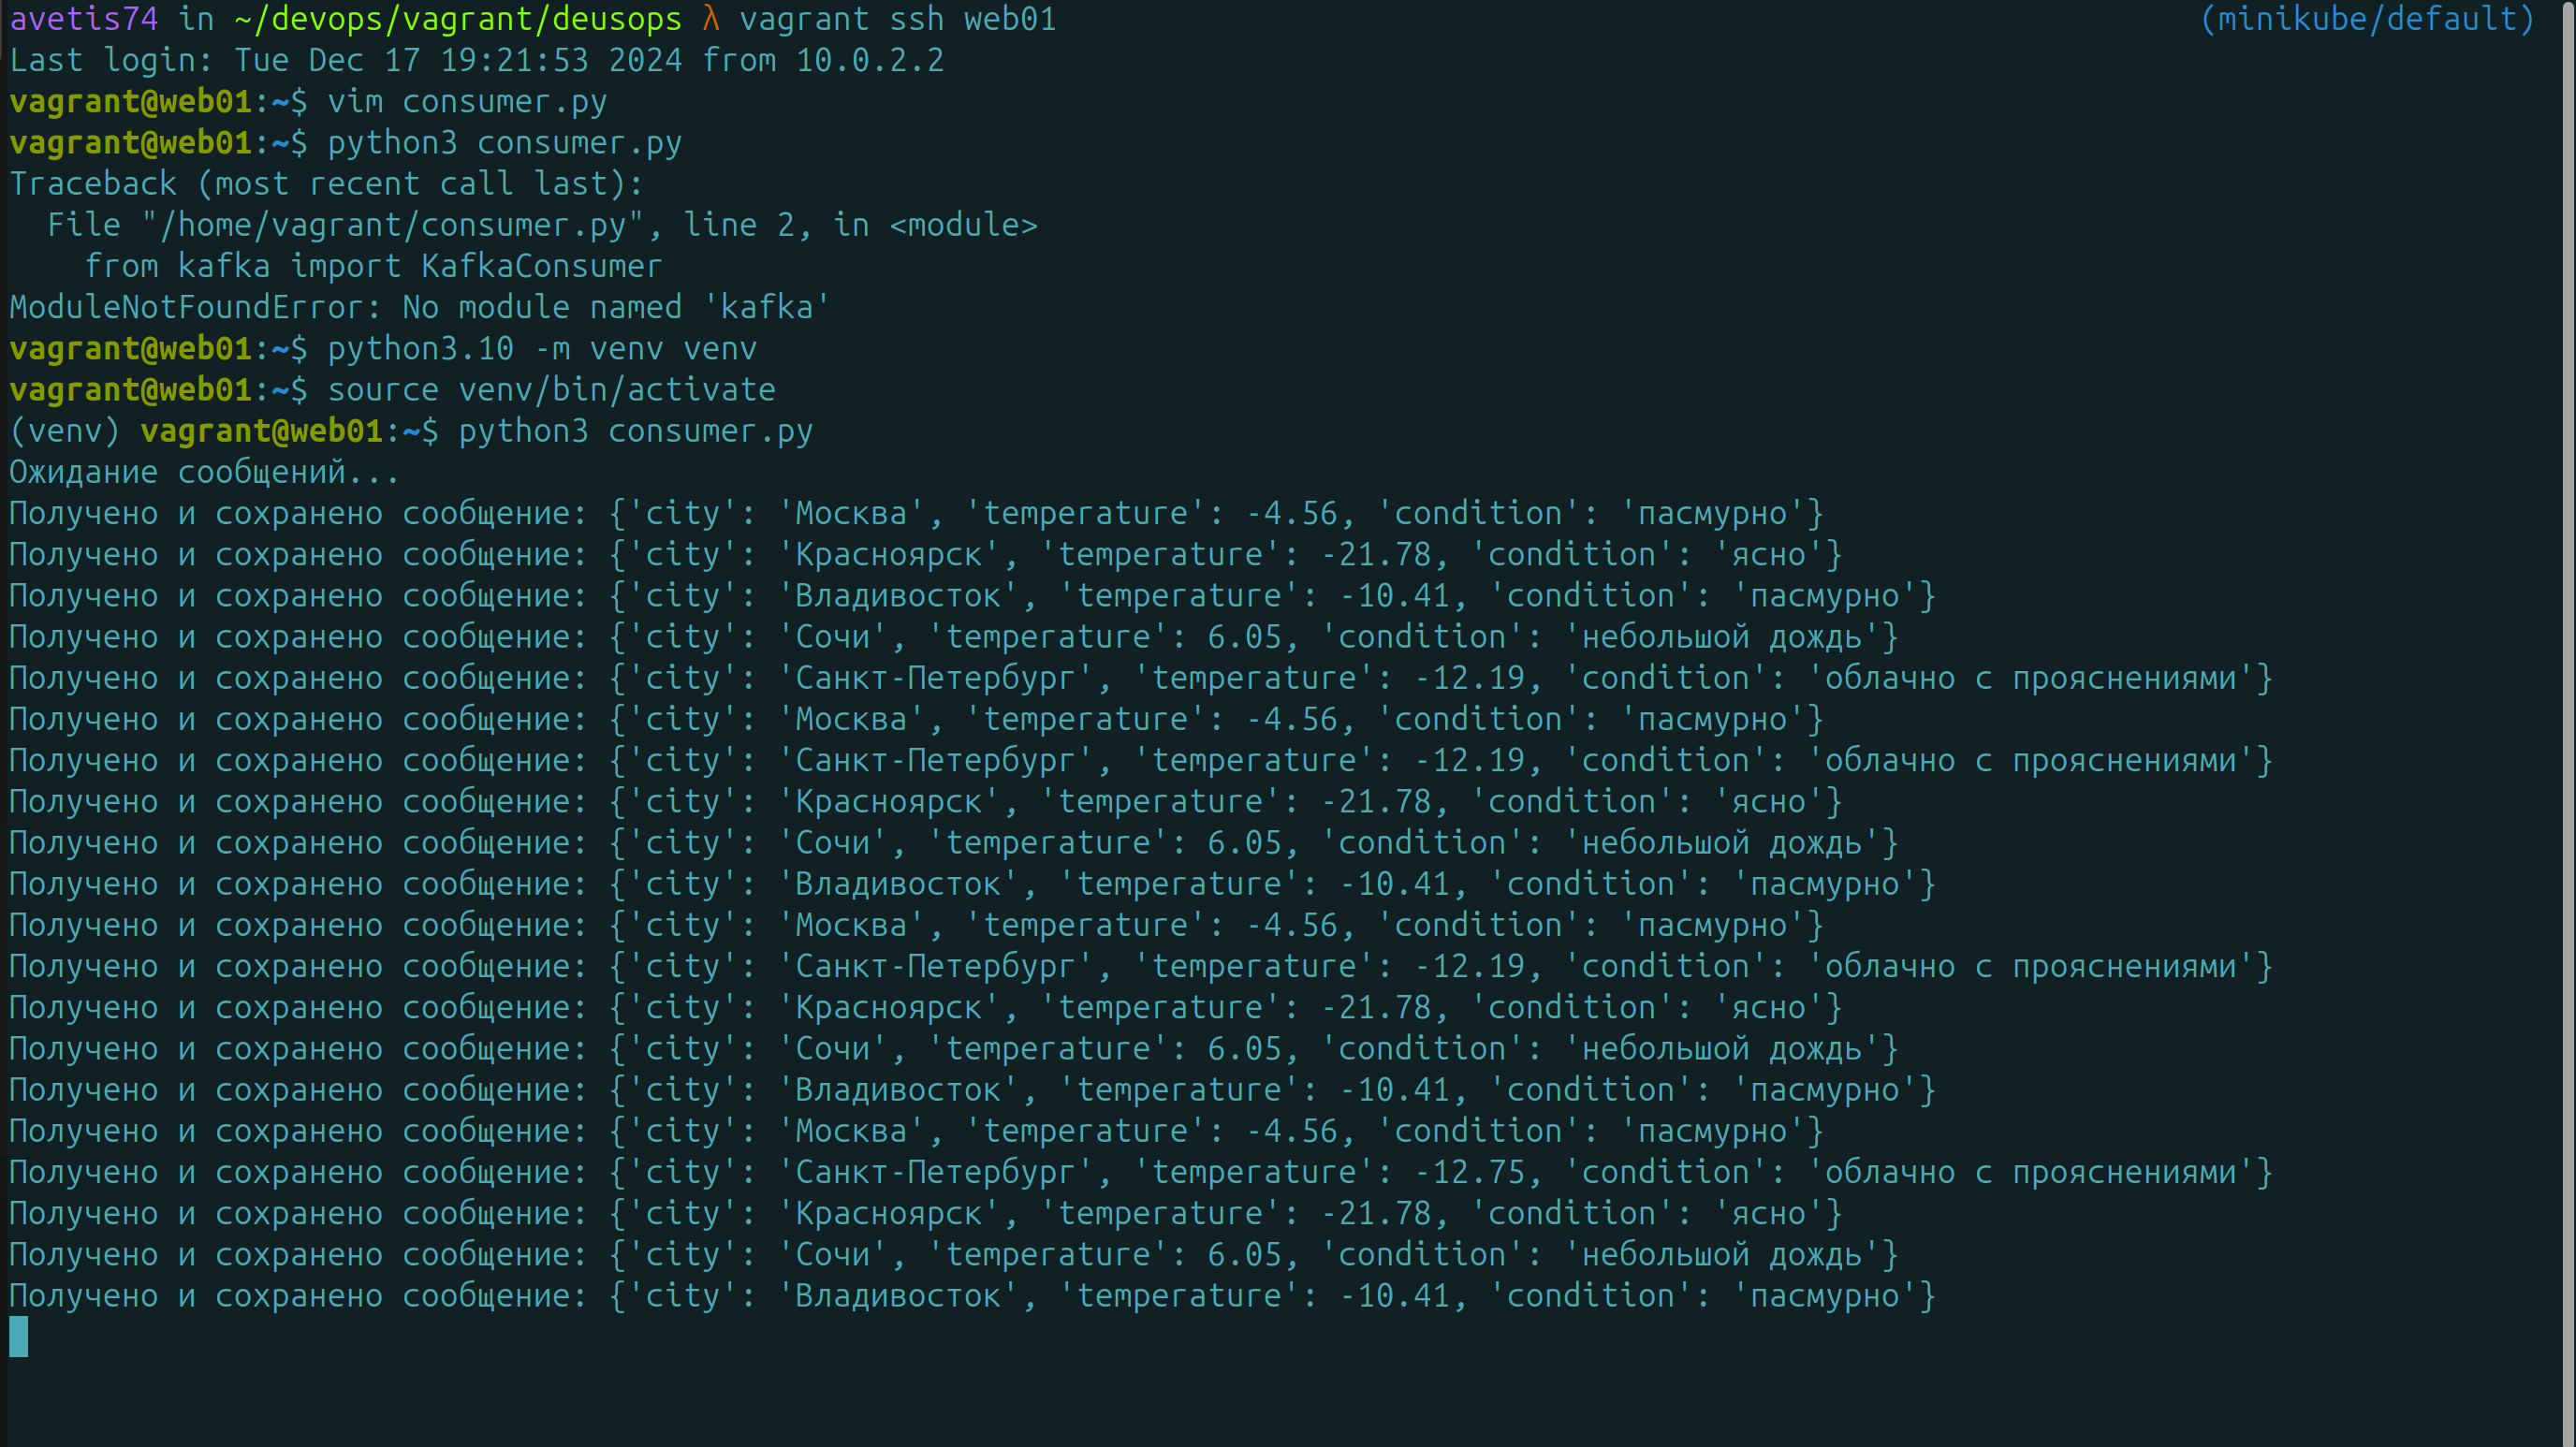 avetis74 in ~/devops/vagrant/deusops λ vagrant ssh web01 (minikube/default)
Last login: Tue Dec 17 19:21:53 2024 from 10.0.2.2
vagrant@web01:~$ vim consumer.py
vagrant@web01:~$ python3 consumer.py
Traceback (most recent call last):
  File "/home/vagrant/consumer.py", line 2, in <module>
    from kafka import KafkaConsumer
ModuleNotFoundError: No module named 'kafka'
vagrant@web01:~$ python3.10 -m venv venv
vagrant@web01:~$ source venv/bin/activate
(venv) vagrant@web01:~$ python3 consumer.py
Ожидание сообщений...
Получено и сохранено сообщение: {'city': 'Москва', 'temperature': -4.56, 'condition': 'пасмурно'}
Получено и сохранено сообщение: {'city': 'Красноярск', 'temperature': -21.78, 'condition': 'ясно'}
Получено и сохранено сообщение: {'city': 'Владивосток', 'temperature': -10.41, 'condition': 'пасмурно'}
Получено и сохранено сообщение: {'city': 'Сочи', 'temperature': 6.05, 'condition': 'небольшой дождь'}
Получено и сохранено сообщение: {'city': 'Санкт-Петербург', 'temperature': -12.19, 'condition': 'облачно с прояснениями'}
Получено и сохранено сообщение: {'city': 'Москва', 'temperature': -4.56, 'condition': 'пасмурно'}
Получено и сохранено сообщение: {'city': 'Санкт-Петербург', 'temperature': -12.19, 'condition': 'облачно с прояснениями'}
Получено и сохранено сообщение: {'city': 'Красноярск', 'temperature': -21.78, 'condition': 'ясно'}
Получено и сохранено сообщение: {'city': 'Сочи', 'temperature': 6.05, 'condition': 'небольшой дождь'}
Получено и сохранено сообщение: {'city': 'Владивосток', 'temperature': -10.41, 'condition': 'пасмурно'}
Получено и сохранено сообщение: {'city': 'Москва', 'temperature': -4.56, 'condition': 'пасмурно'}
Получено и сохранено сообщение: {'city': 'Санкт-Петербург', 'temperature': -12.19, 'condition': 'облачно с прояснениями'}
Получено и сохранено сообщение: {'city': 'Красноярск', 'temperature': -21.78, 'condition': 'ясно'}
Получено и сохранено сообщение: {'city': 'Сочи', 'temperature': 6.05, 'condition': 'небольшой дождь'}
Получено и сохранено сообщение: {'city': 'Владивосток', 'temperature': -10.41, 'condition': 'пасмурно'}
Получено и сохранено сообщение: {'city': 'Москва', 'temperature': -4.56, 'condition': 'пасмурно'}
Получено и сохранено сообщение: {'city': 'Санкт-Петербург', 'temperature': -12.75, 'condition': 'облачно с прояснениями'}
Получено и сохранено сообщение: {'city': 'Красноярск', 'temperature': -21.78, 'condition': 'ясно'}
Получено и сохранено сообщение: {'city': 'Сочи', 'temperature': 6.05, 'condition': 'небольшой дождь'}
Получено и сохранено сообщение: {'city': 'Владивосток', 'temperature': -10.41, 'condition': 'пасмурно'}